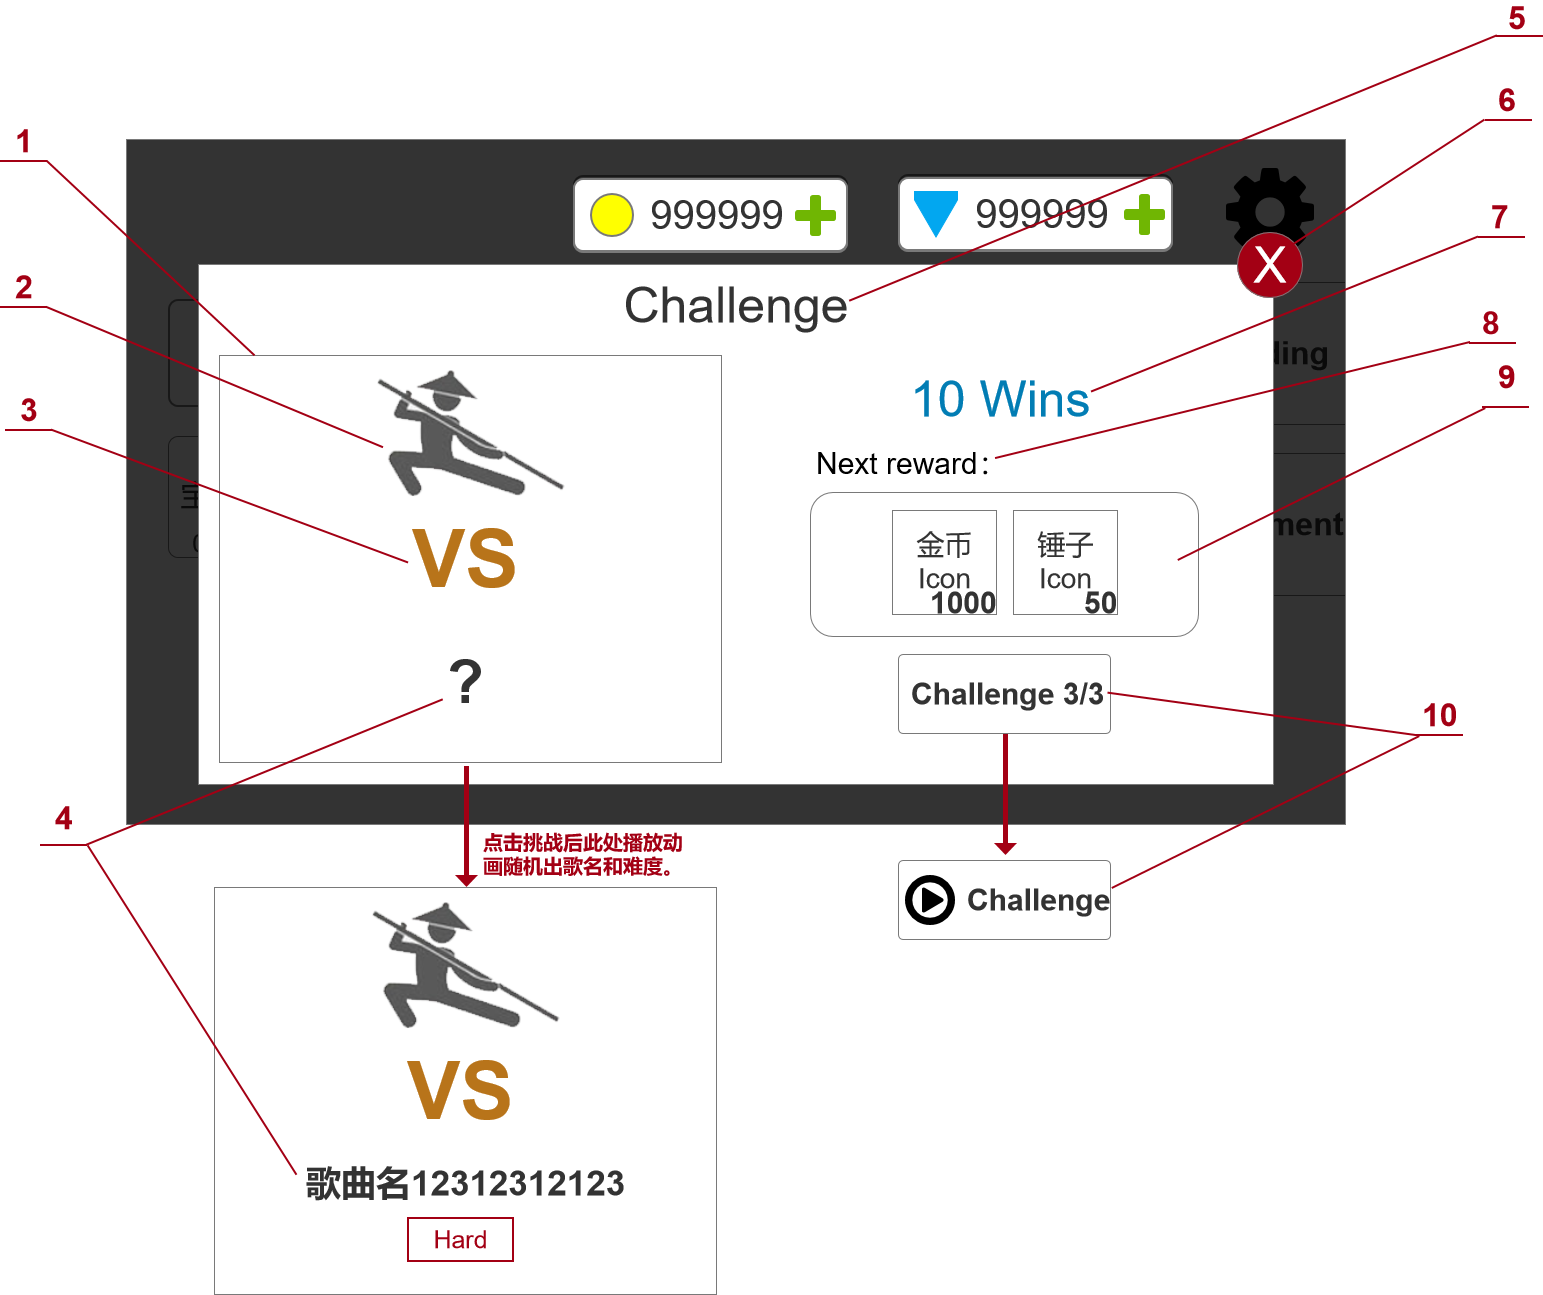 5
6
1
999999
999999
7
X
2
Challenge
8
ding
10 Wins
9
3
Next reward：
金币
锤子
Icon
Icon
1000
50
ment
VS
?
Challenge 3/3
10
4
点击挑战后此处播放动
画随机出歌名和难度。
Challenge
VS
歌曲名12312312123
Hard